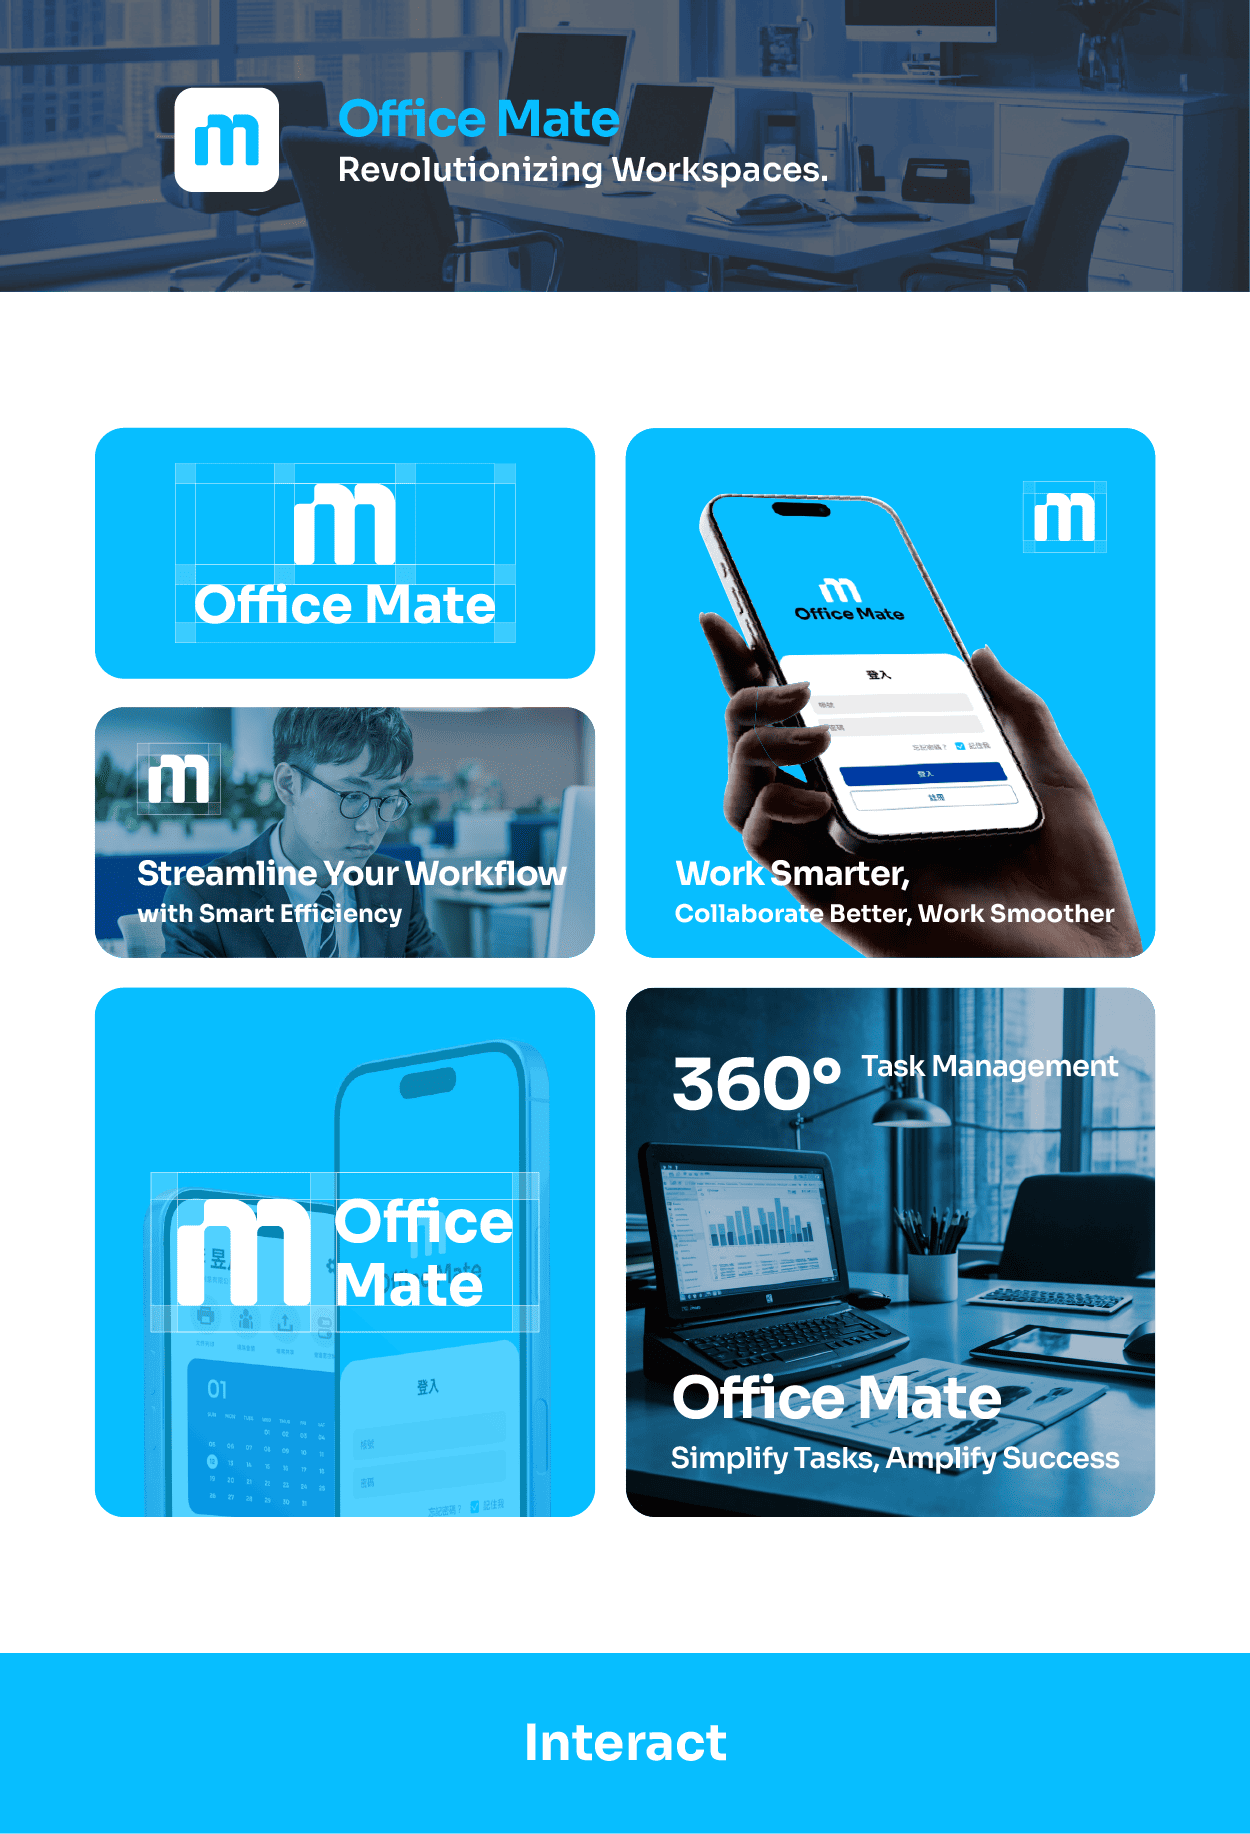 m
Office Mate
Revolutionizing Workspaces.
m
Office Mate
m
m
Office Mate
登入
帳號
密碼
忘記密碼？ 記住我
登入
註冊
m
Streamline Your Workflow
with Smart Efficiency
Work Smarter,
Collaborate Better, Work Smoother
m
Office
Mate
01
登入
帳號
密碼
忘記密碼？ 記住我
360° Task Management
Office Mate
Simplify Tasks, Amplify Success
Interact